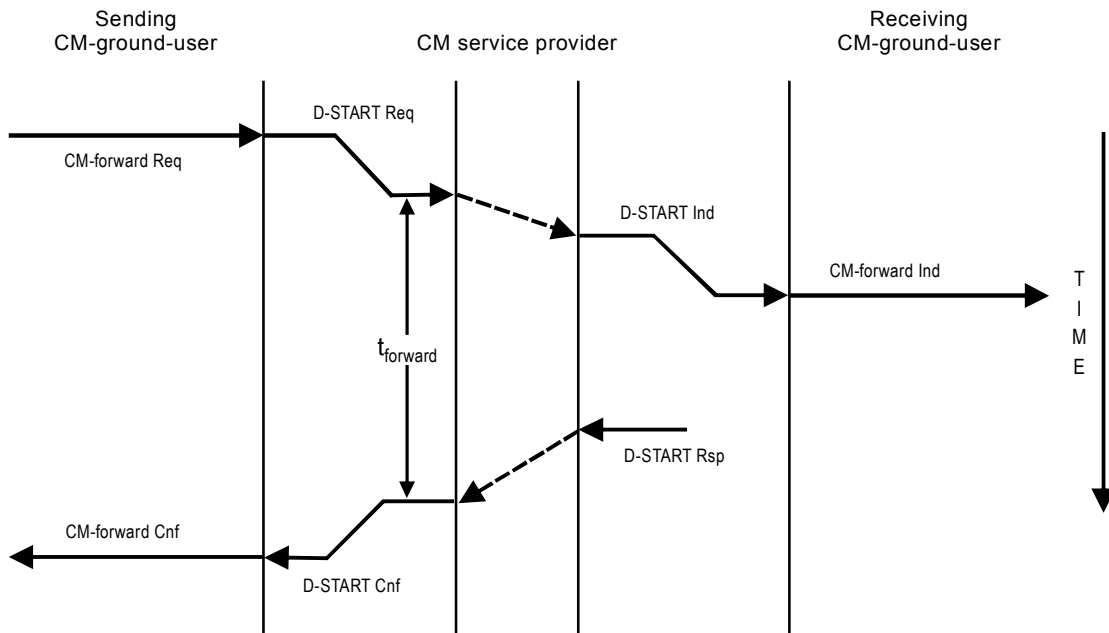 Sending
CM-ground-user
CM service provider
Receiving
CM-ground-user
D-START Req
CM-forward Req
D-START Ind
CM-forward Ind
T
I
M
E
tforward
D-START Rsp
CM-forward Cnf
D-START Cnf